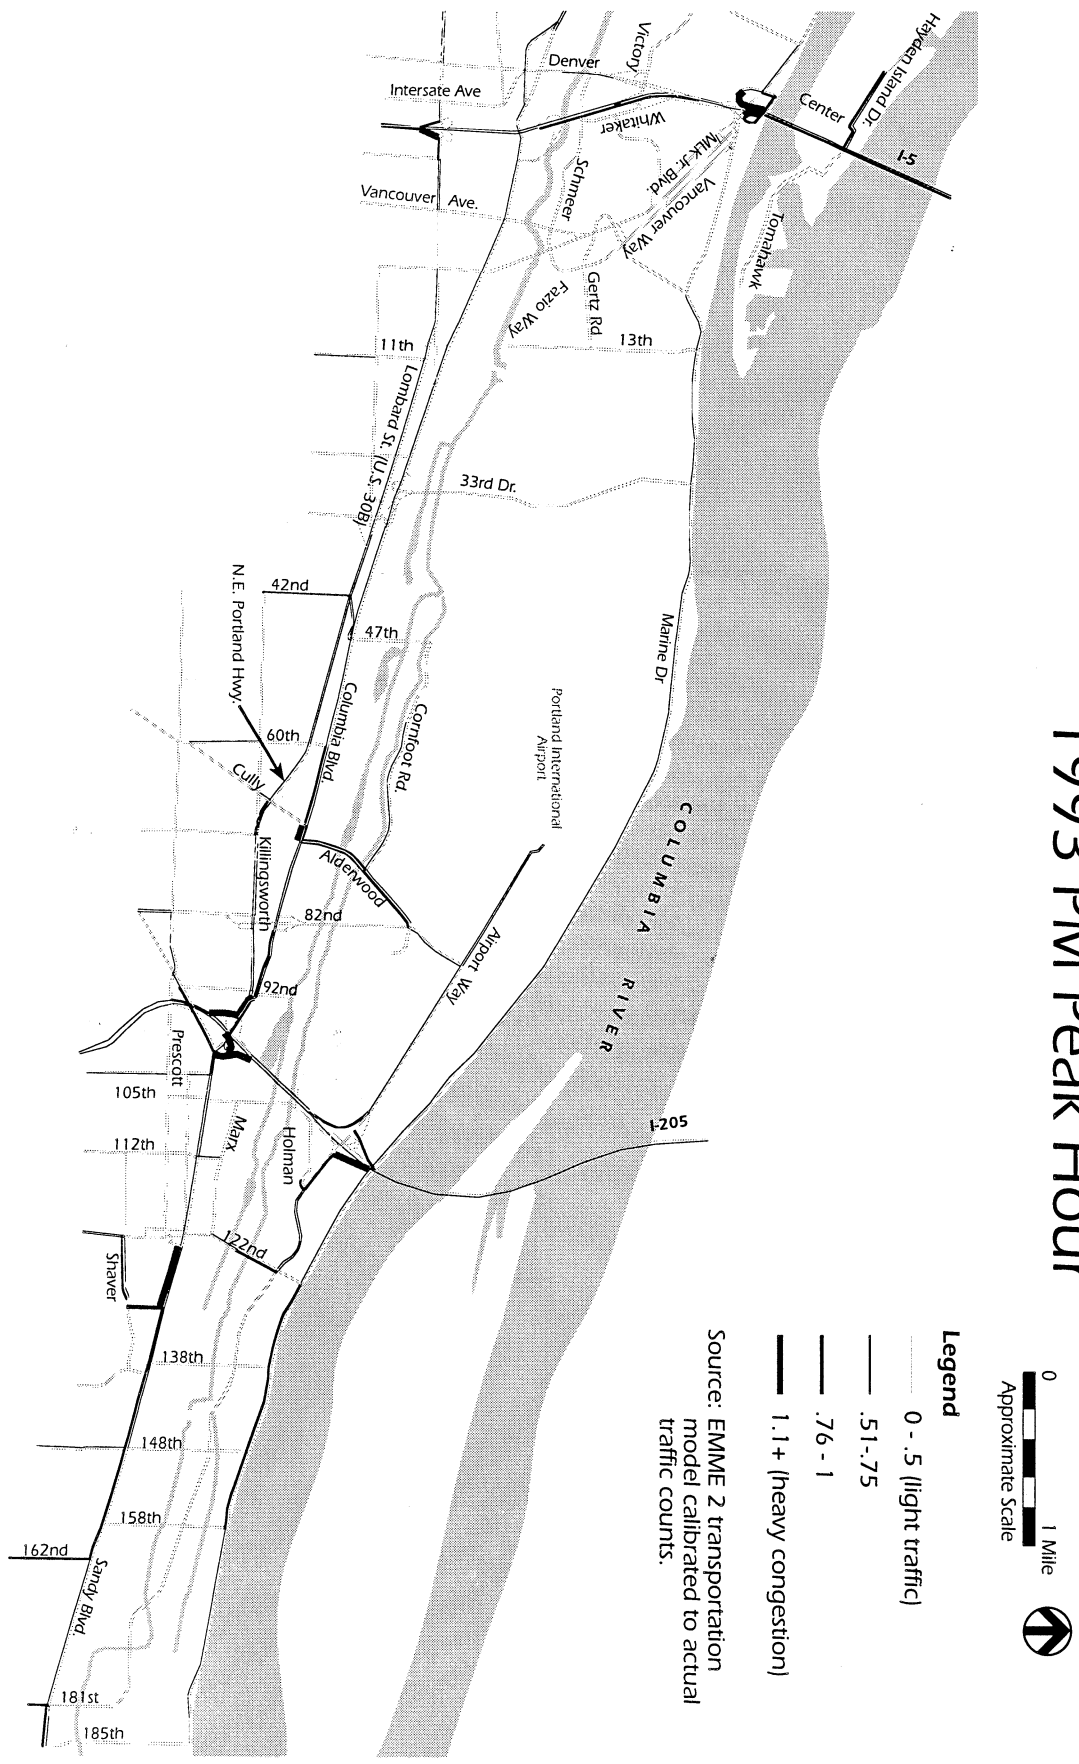 1993 PM Peak Hour
0
1 Mile
Approximate Scale
Legend
0 - .5 (light traffic)
.51-.75
.76 - 1
1.1+ (heavy congestion)
Source: EMME 2 transportation
model calibrated to actual
traffic counts.
Hayden Island Dr.
Center
I-5
Tomahawk
Victory
Denver
Intersate Ave
Whitaker
MLK Jr. Blvd.
Vancouver Way
Schmeer
Vancouver Ave.
Gertz Rd
Fazio Way
13th
11th
Lombard St. (U.S. 30B)
33rd Dr.
Marine Dr
42nd
47th
N.E. Portland Hwy.
Columbia Blvd.
Cornfoot Rd.
Portland International
Airport
60th
Cully
Killingsworth
Alderwood
82nd
Airport Way
COLUMBIA RIVER
92nd
Prescott
105th
112th
Marx
Holman
I-205
122nd
Shaver
138th
148th
158th
162nd
Sandy Blvd.
181st
185th